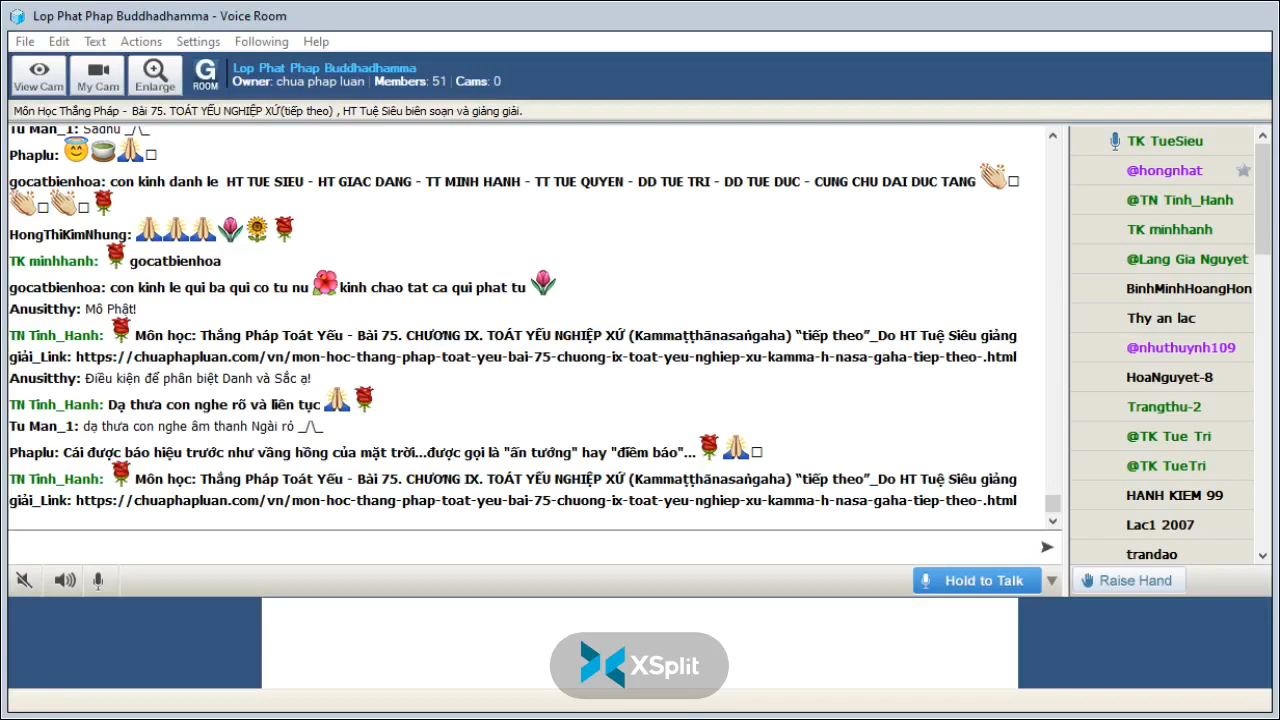 Lop Phat Phap Buddhadhamma - Voice Room
File Edit Text Actions Settings Following Help
View Cam My Cam Enlarge G ROOM
Lop Phat Phap Buddhadhamma
Owner: chua phap luan | Members: 51 | Cams: 0
Môn Học Thắng Pháp - Bài 75. TOÁT YẾU NGHIỆP XỨ(tiếp theo) , HT Tuệ Siêu biên soạn và giảng giải.
Tu Man_1: Sadhu _/\_
Phaplu:
gocatbienhoa: con kinh danh le HT TUE SIEU - HT GIAC DANG - TT MINH HANH - TT TUE QUYEN - DD TUE TRI - DD TUE DUC - CUNG CHU DAI DUC TANG
HongThiKimNhung:
TK minhhanh: gocatbienhoa
gocatbienhoa: con kinh le qui ba qui co tu nu kinh chao tat ca qui phat tu
Anusitthy: Mô Phật!
TN Tinh_Hanh: Môn học: Thắng Pháp Toát Yếu - Bài 75. CHƯƠNG IX. TOÁT YẾU NGHIỆP XỨ (Kammaṭṭhānasaṅgaha) “tiếp theo”_Do HT Tuệ Siêu giảng
giải_Link: https://chuaphapluan.com/vn/mon-hoc-thang-phap-toat-yeu-bai-75-chuong-ix-toat-yeu-nghiep-xu-kamma-h-nasa-gaha-tiep-theo-.html
Anusitthy: Điều kiện để phân biệt Danh và Sắc ạ!
TN Tinh_Hanh: Dạ thưa con nghe rõ và liên tục
Tu Man_1: dạ thưa con nghe âm thanh Ngài rỏ _/\_
Phaplu: Cái được báo hiệu trước như vầng hồng của mặt trời...được gọi là "ấn tướng" hay "điềm báo"...
TN Tinh_Hanh: Môn học: Thắng Pháp Toát Yếu - Bài 75. CHƯƠNG IX. TOÁT YẾU NGHIỆP XỨ (Kammaṭṭhānasaṅgaha) “tiếp theo”_Do HT Tuệ Siêu giảng
giải_Link: https://chuaphapluan.com/vn/mon-hoc-thang-phap-toat-yeu-bai-75-chuong-ix-toat-yeu-nghiep-xu-kamma-h-nasa-gaha-tiep-theo-.html
Hold to Talk
TK TueSieu
@hongnhat
@TN Tinh_Hanh
TK minhhanh
@Lang Gia Nguyet
BinhMinhHoangHon
Thy an lac
@nhuthuynh109
HoaNguyet-8
Trangthu-2
@TK Tue Tri
@TK TueTri
HANH KIEM 99
Lac1 2007
trandao
Raise Hand
XSplit